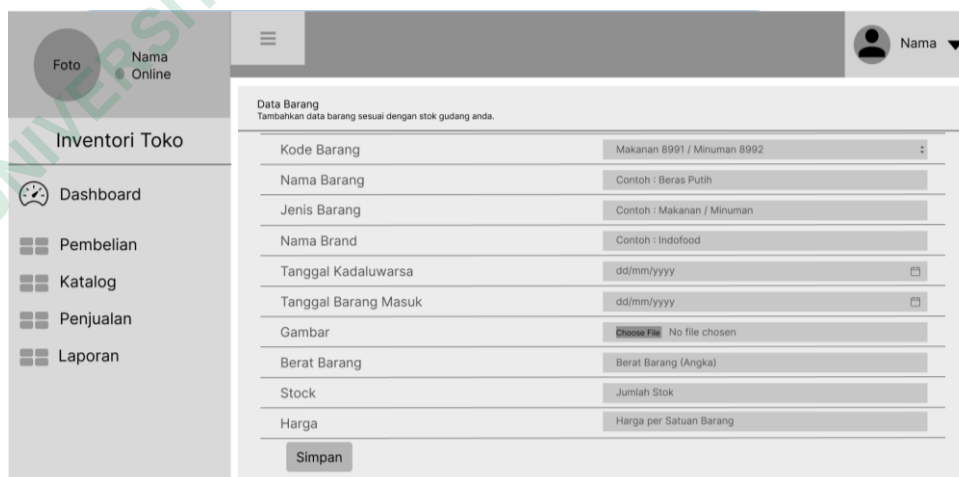 UNIVERSIT
Foto
Nama
Online
Nama
Inventori Toko
Dashboard
Pembelian
Katalog
Penjualan
Laporan
Data Barang
Tambahkan data barang sesuai dengan stok gudang anda.
Kode Barang
Makanan 8991 / Minuman 8992
Nama Barang
Contoh : Beras Putih
Jenis Barang
Contoh : Makanan / Minuman
Nama Brand
Contoh : Indofood
Tanggal Kadaluwarsa
dd/mm/yyyy
Tanggal Barang Masuk
dd/mm/yyyy
Gambar
Choose File No file chosen
Berat Barang
Berat Barang (Angka)
Stock
Jumlah Stok
Harga
Harga per Satuan Barang
Simpan